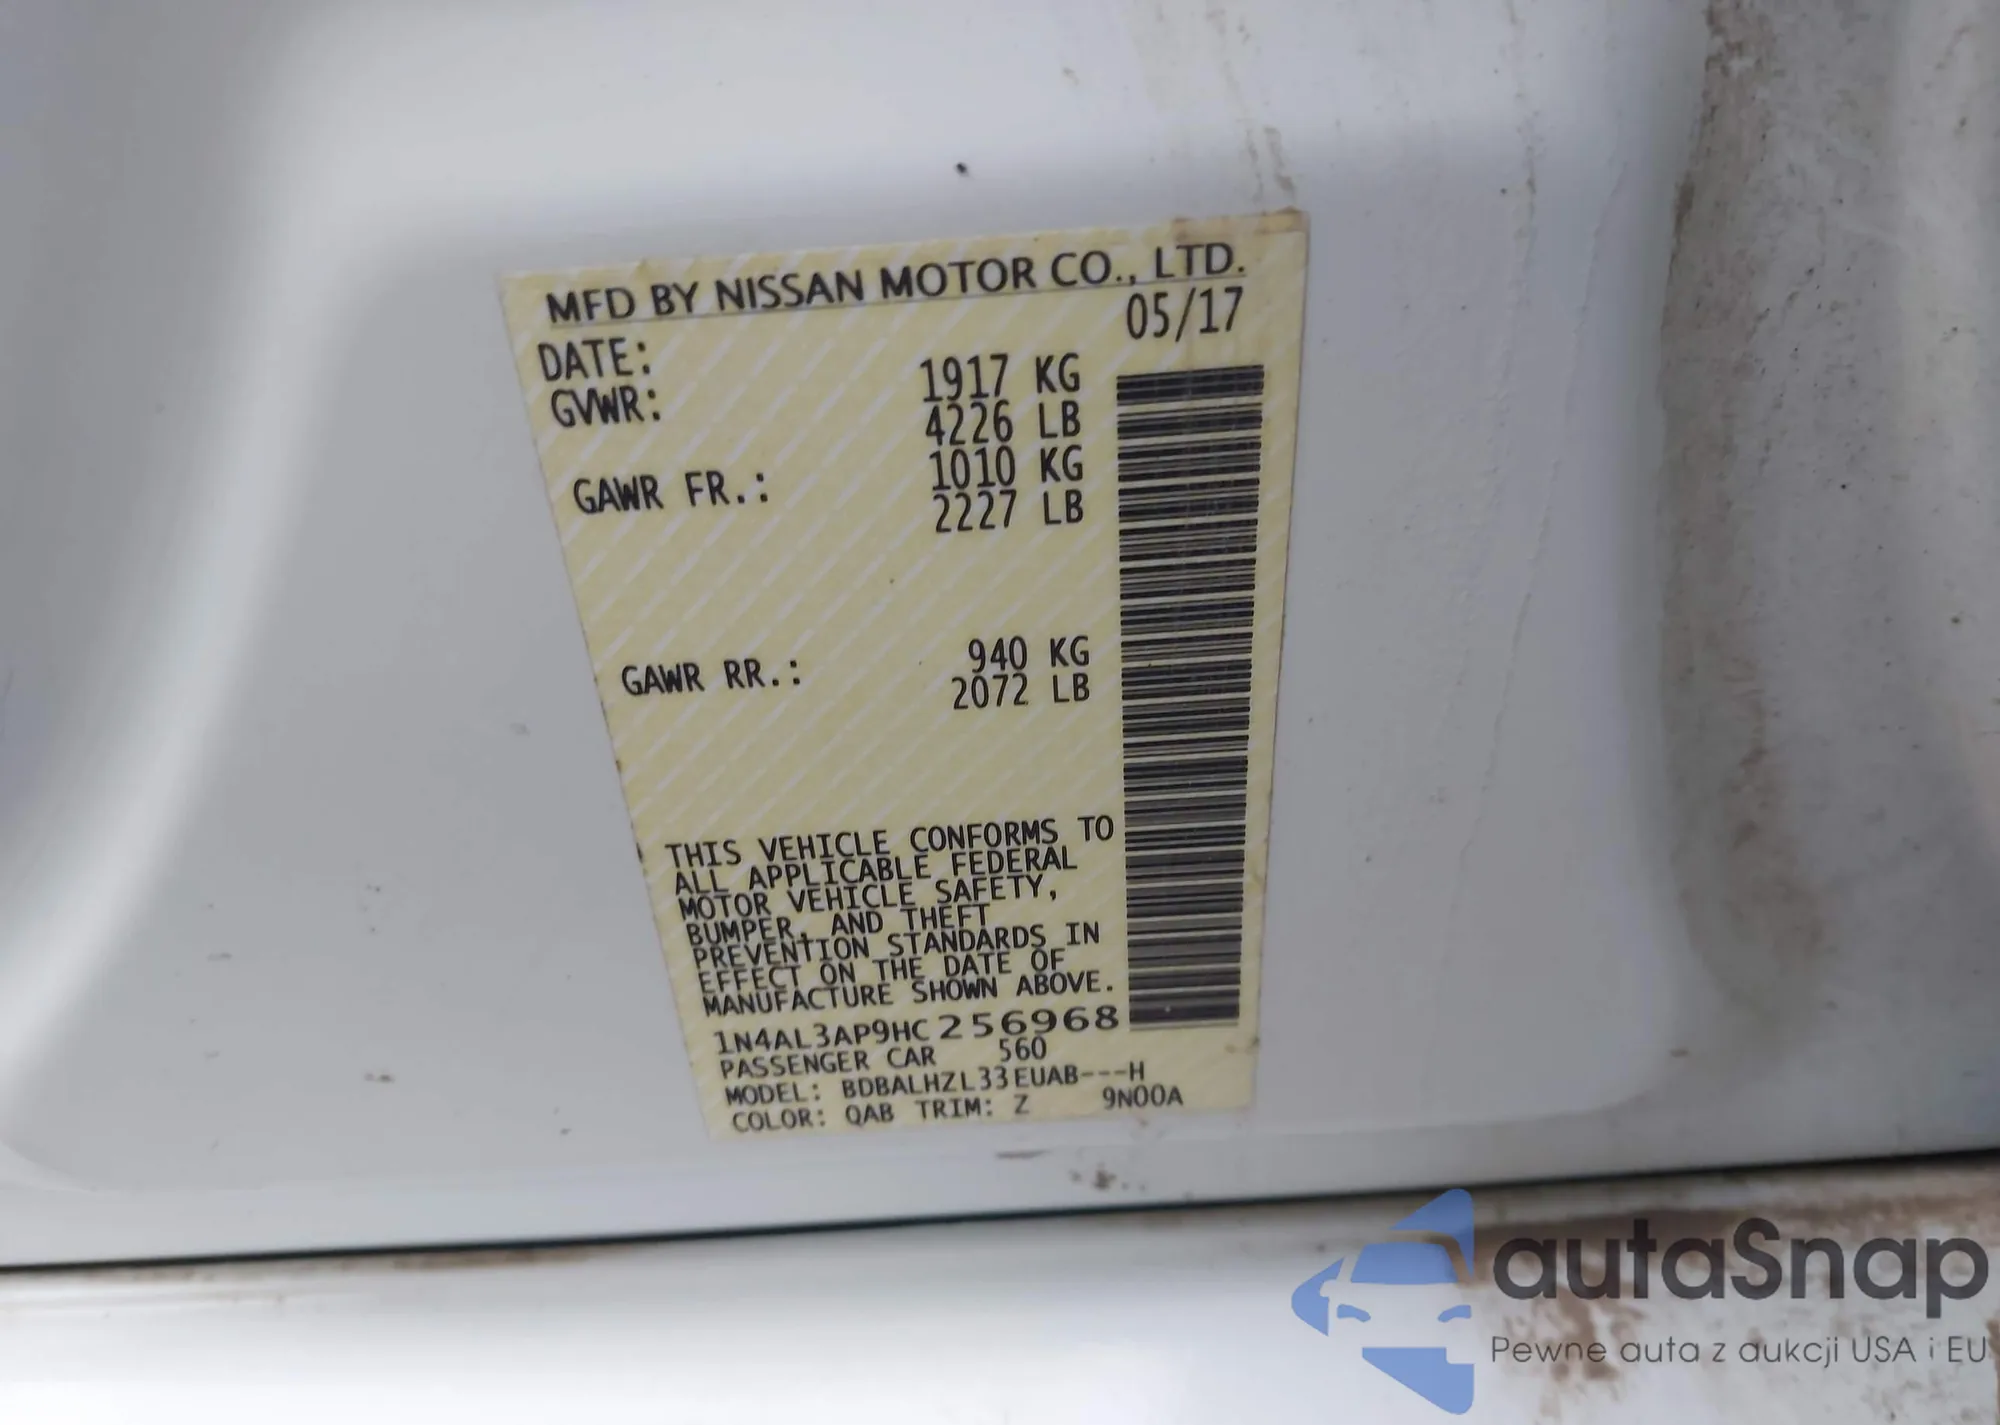 MFD BY NISSAN MOTOR CO., LTD.
DATE: 05/17
GVWR: 1917 KG
4226 LB
GAWR FR.: 1010 KG
2227 LB
GAWR RR.: 940 KG
2072 LB
THIS VEHICLE CONFORMS TO
ALL APPLICABLE FEDERAL
MOTOR VEHICLE SAFETY,
BUMPER, AND THEFT
PREVENTION STANDARDS IN
EFFECT ON THE DATE OF
MANUFACTURE SHOWN ABOVE.
1N4AL3AP9HC256968
PASSENGER CAR 560
MODEL: BDBALHZL33EUAB---H
COLOR: QAB TRIM: Z 9N00A
autaSnap
Pewne auta z aukcji USA i EU